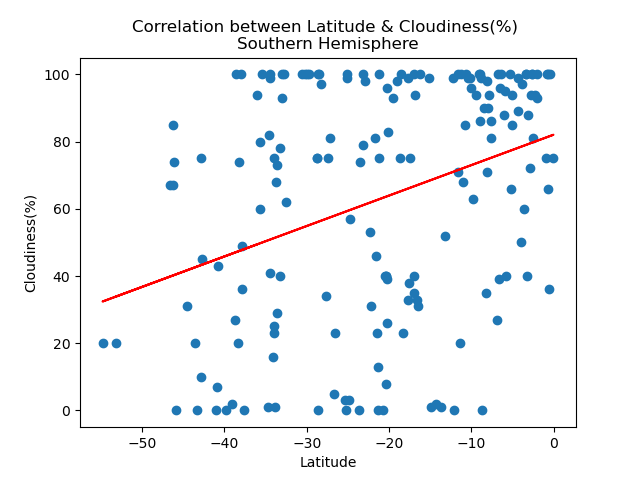 Correlation between Latitude & Cloudiness(%)
Southern Hemisphere
100
80
60
40
20
0
Cloudiness(%)
−50 −40 −30 −20 −10 0
Latitude